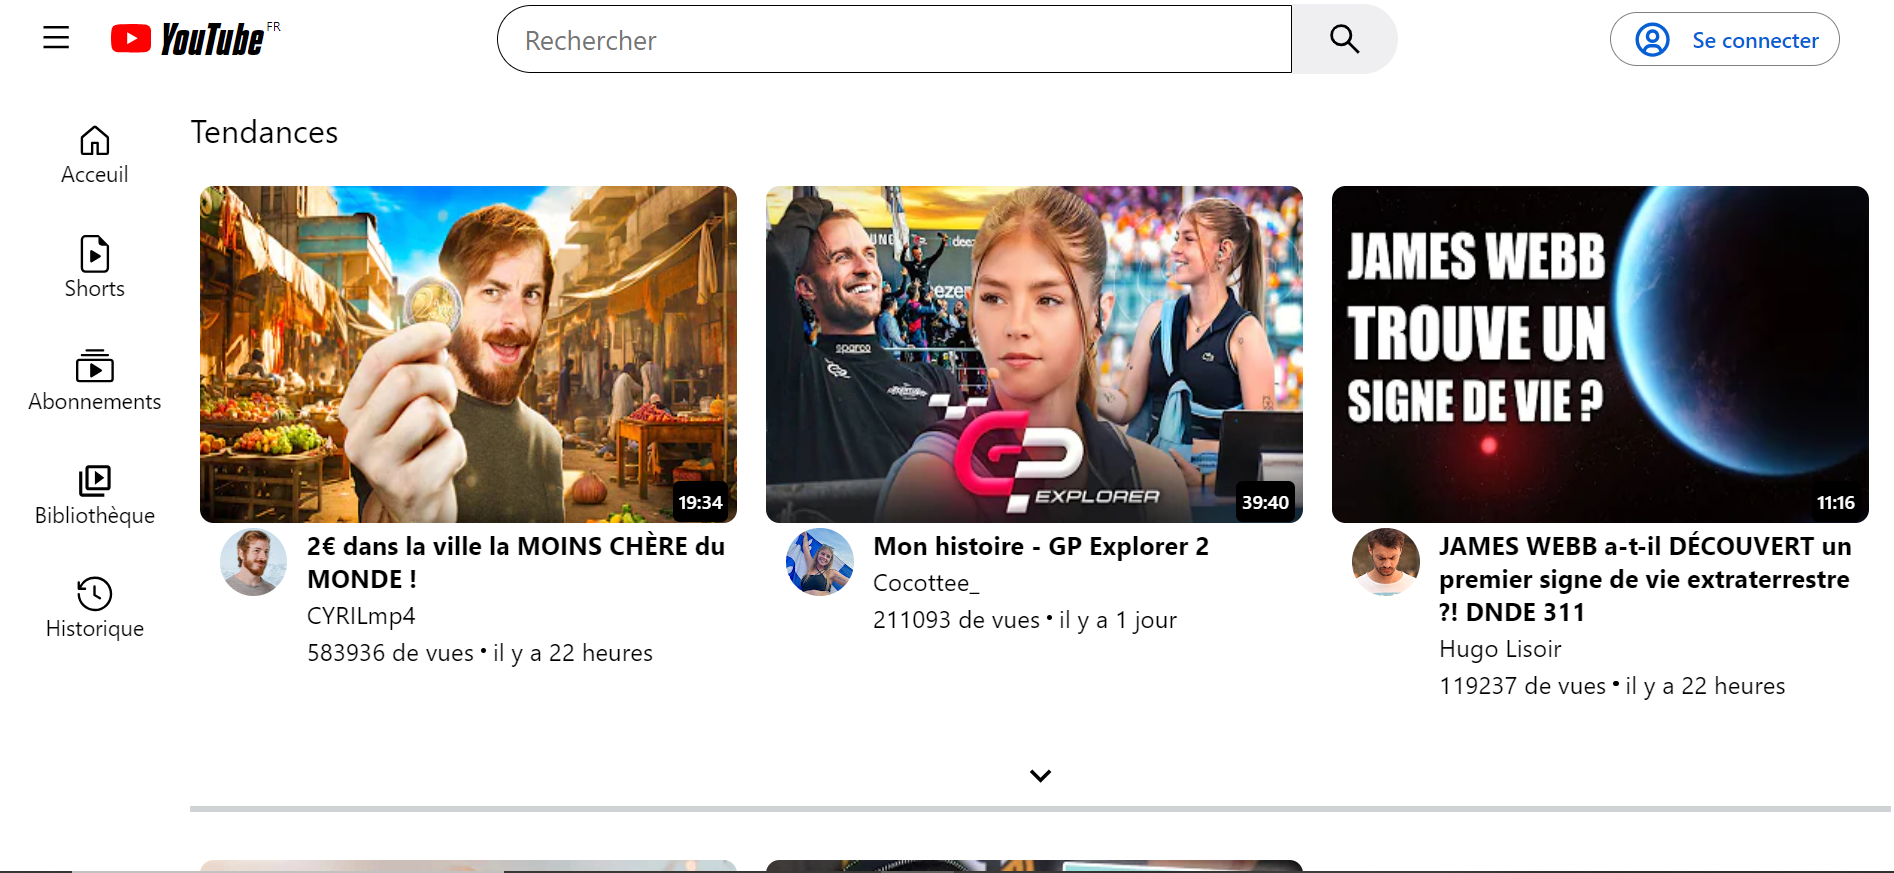 YouTube FR
Rechercher
Se connecter
Tendances
Acceuil
Shorts
Abonnements
Bibliothèque
Historique
19:34
2€ dans la ville la MOINS CHÈRE du
MONDE !
CYRILmp4
583936 de vues • il y a 22 heures
sparco
GP
EXPLORER
39:40
Mon histoire - GP Explorer 2
Cocottee_
211093 de vues • il y a 1 jour
JAMES WEBB
TROUVE UN
SIGNE DE VIE ?
11:16
JAMES WEBB a-t-il DÉCOUVERT un
premier signe de vie extraterrestre
?! DNDE 311
Hugo Lisoir
119237 de vues • il y a 22 heures